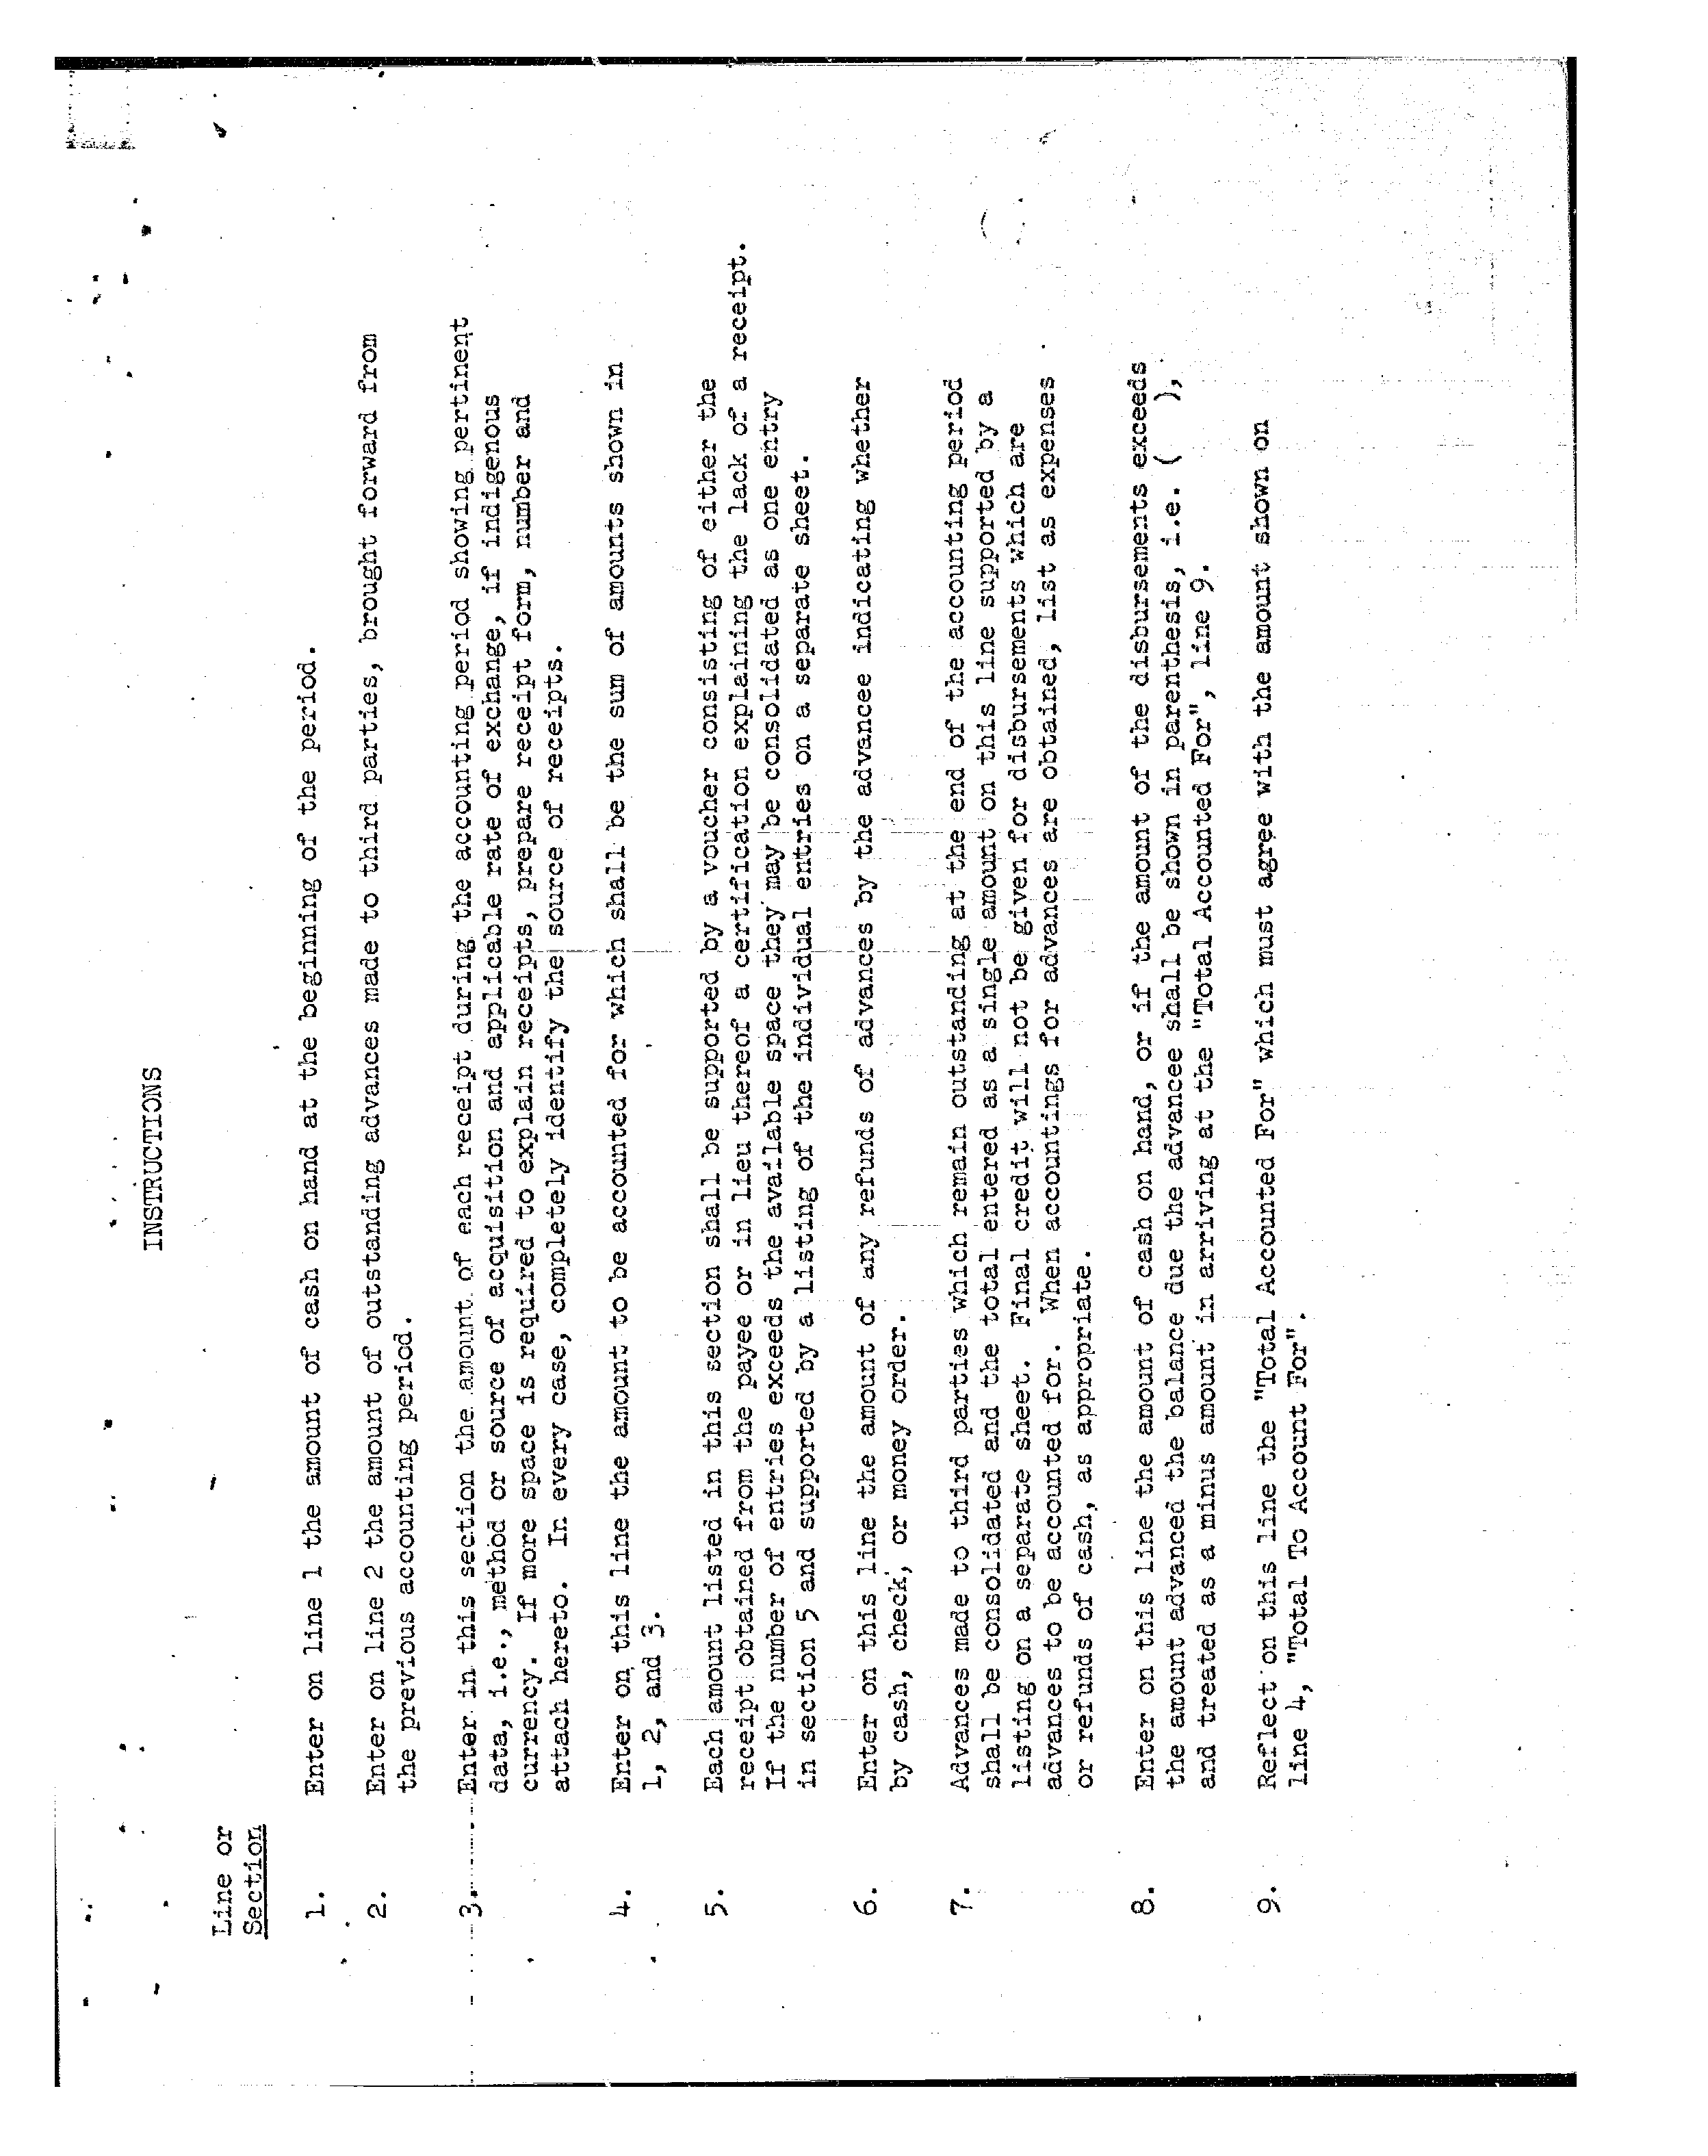 INSTRUCTIONS
Line or
Section
1. Enter on line 1 the amount of cash on hand at the beginning of the period.
2. Enter on line 2 the amount of outstanding advances made to third parties, brought forward from
the previous accounting period.
3. Enter in this section the amount of each receipt during the accounting period showing pertinent
data, i.e., method or source of acquisition and applicable rate of exchange, if indigenous
currency. If more space is required to explain receipts, prepare receipt form, number and
attach hereto. In every case, completely identify the source of receipts.
4. Enter on this line the amount to be accounted for which shall be the sum of amounts shown in
1, 2, and 3.
5. Each amount listed in this section shall be supported by a voucher consisting of either the
receipt obtained from the payee or in lieu thereof a certification explaining the lack of a receipt.
If the number of entries exceeds the available space they may be consolidated as one entry
in section 5 and supported by a listing of the individual entries on a separate sheet.
6. Enter on this line the amount of any refunds of advances by the advancee indicating whether
by cash, check, or money order.
7. Advances made to third parties which remain outstanding at the end of the accounting period
shall be consolidated and the total entered as a single amount on this line supported by a
listing on a separate sheet. Final credit will not be given for disbursements which are
advances to be accounted for. When accountings for advances are obtained, list as expenses
or refunds of cash, as appropriate.
8. Enter on this line the amount of cash on hand, or if the amount of the disbursements exceeds
the amount advanced the balance due the advancee shall be shown in parenthesis, i.e. ( ),
and treated as a minus amount in arriving at the "Total Accounted For", line 9.
9. Reflect on this line the "Total Accounted For" which must agree with the amount shown on
line 4, "Total To Account For".